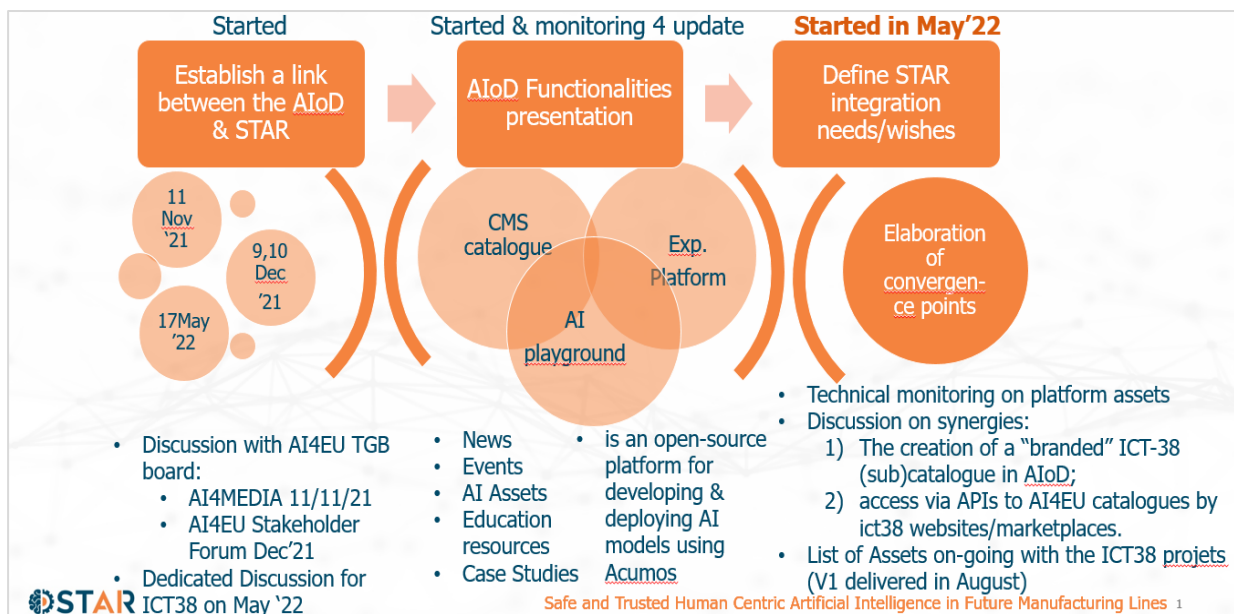 Started
Started & monitoring 4 update
Started in May'22
Establish a link
between the AIoD
& STAR
AIoD Functionalities
presentation
Define STAR
integration
needs/wishes
11
Nov
‘21
9,10
Dec
’21
17May
’22
CMS
catalogue
Exp.
Platform
AI
playground
Elaboration
of
convergen-
ce points
• Discussion with AI4EU TGB
board:
• AI4MEDIA 11/11/21
• AI4EU Stakeholder
Forum Dec’21
• Dedicated Discussion for
ICT38 on May ‘22
• News
• Events
• AI Assets
• Education
resources
• Case Studies
• is an open-source
platform for
developing &
deploying AI
models using
Acumos
• Technical monitoring on platform assets
• Discussion on synergies:
1) The creation of a “branded” ICT-38
(sub)catalogue in AIoD;
2) access via APIs to AI4EU catalogues by
ict38 websites/marketplaces.
• List of Assets on-going with the ICT38 projets
(V1 delivered in August)
STAR
Safe and Trusted Human Centric Artificial Intelligence in Future Manufacturing Lines 1